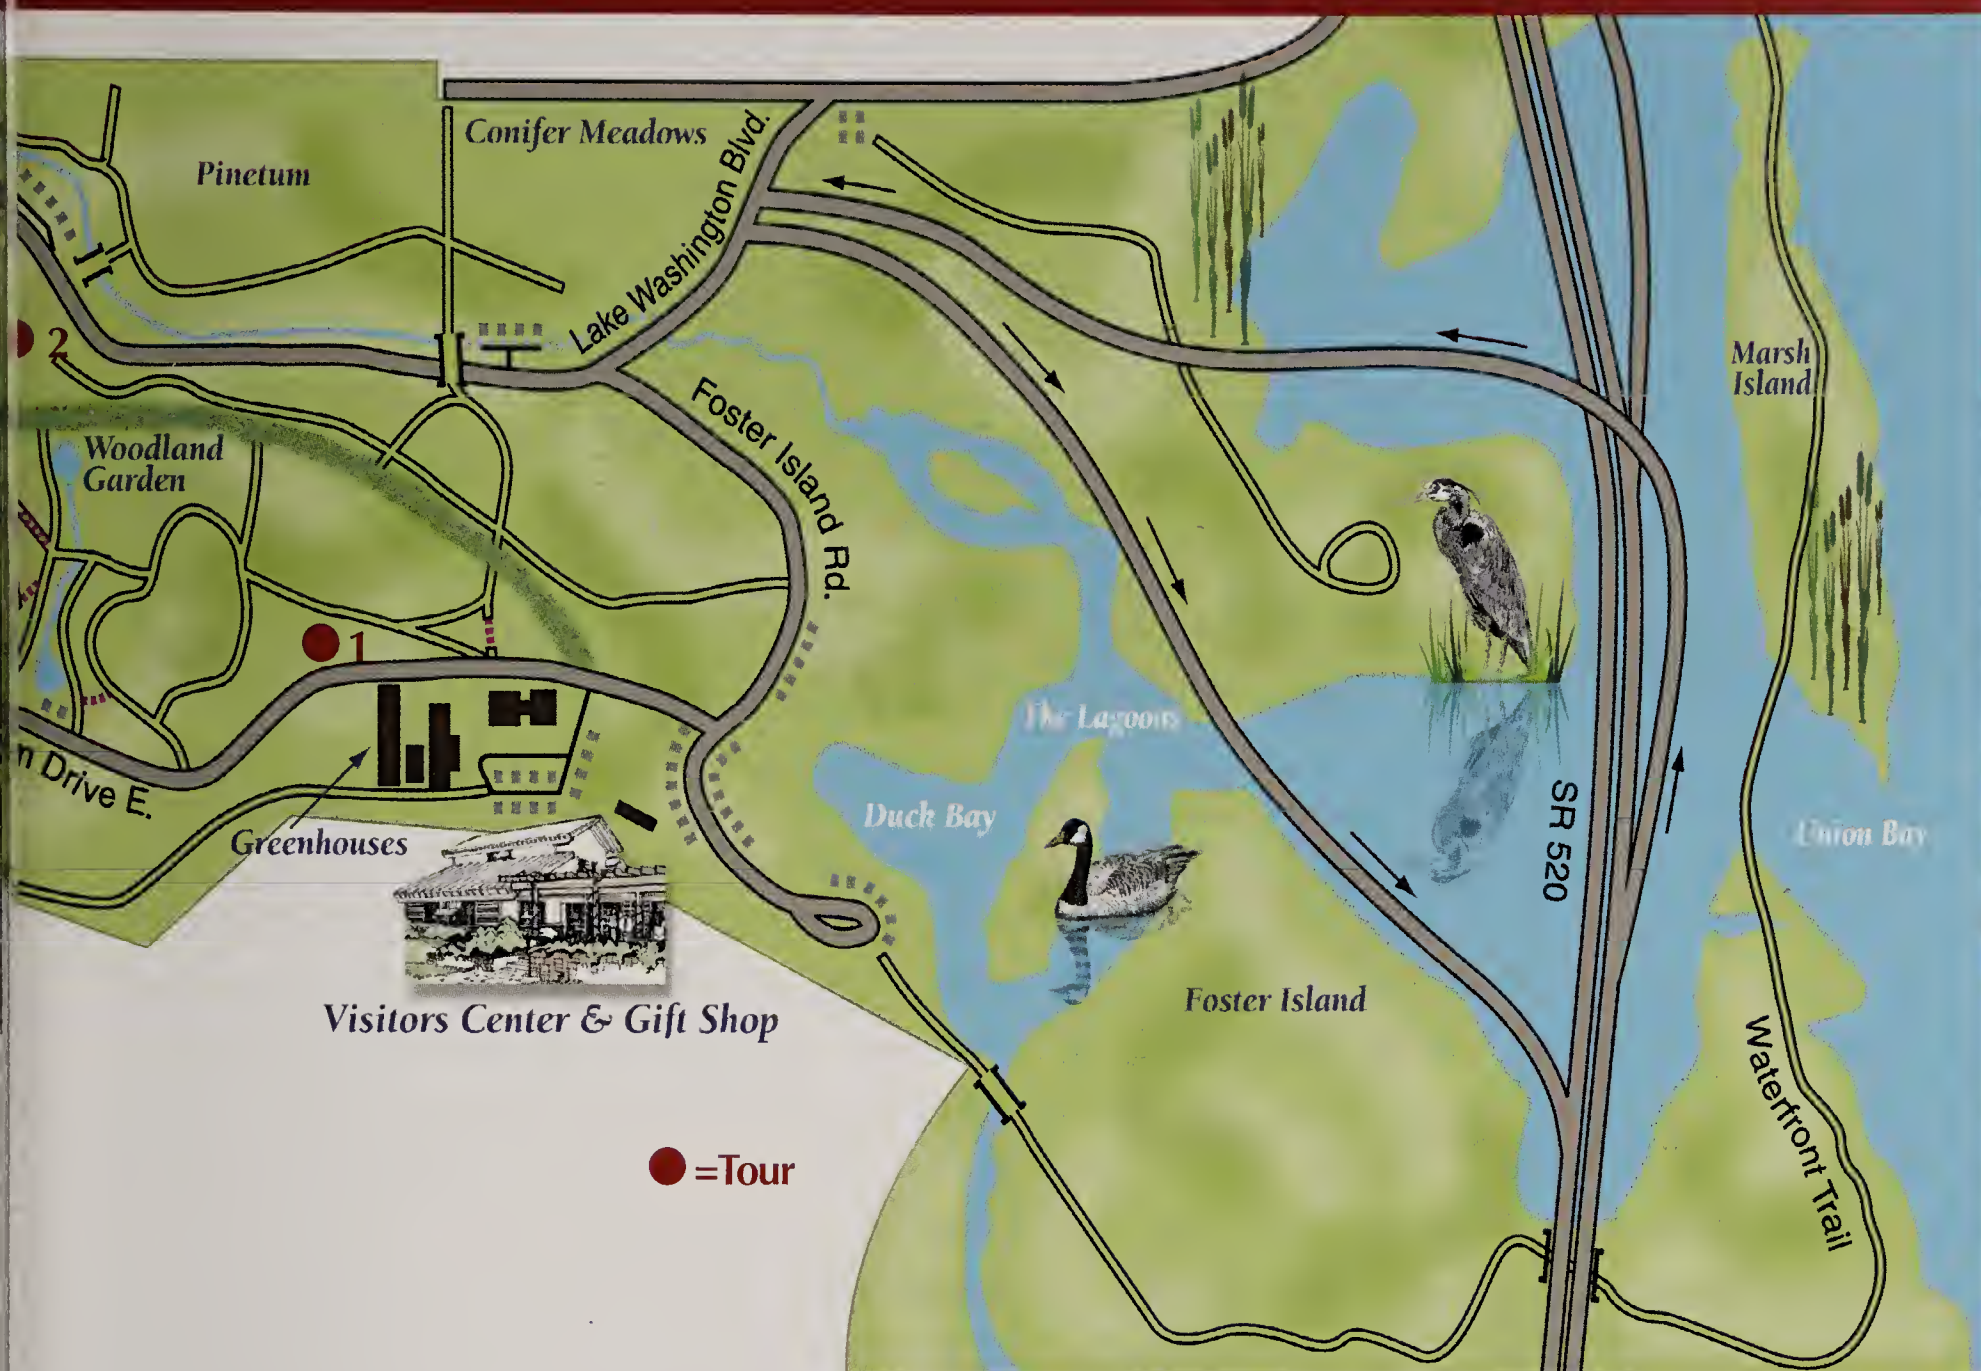 Conifer Meadows
Pinetum
Lake Washington Blvd.
2
Marsh
Island
Foster Island Rd.
Woodland
Garden
1
The Lagoons
n Drive E.
Duck Bay
SR 520
Union Bay
Greenhouses
Foster Island
Visitors Center & Gift Shop
Waterfront Trail
=Tour